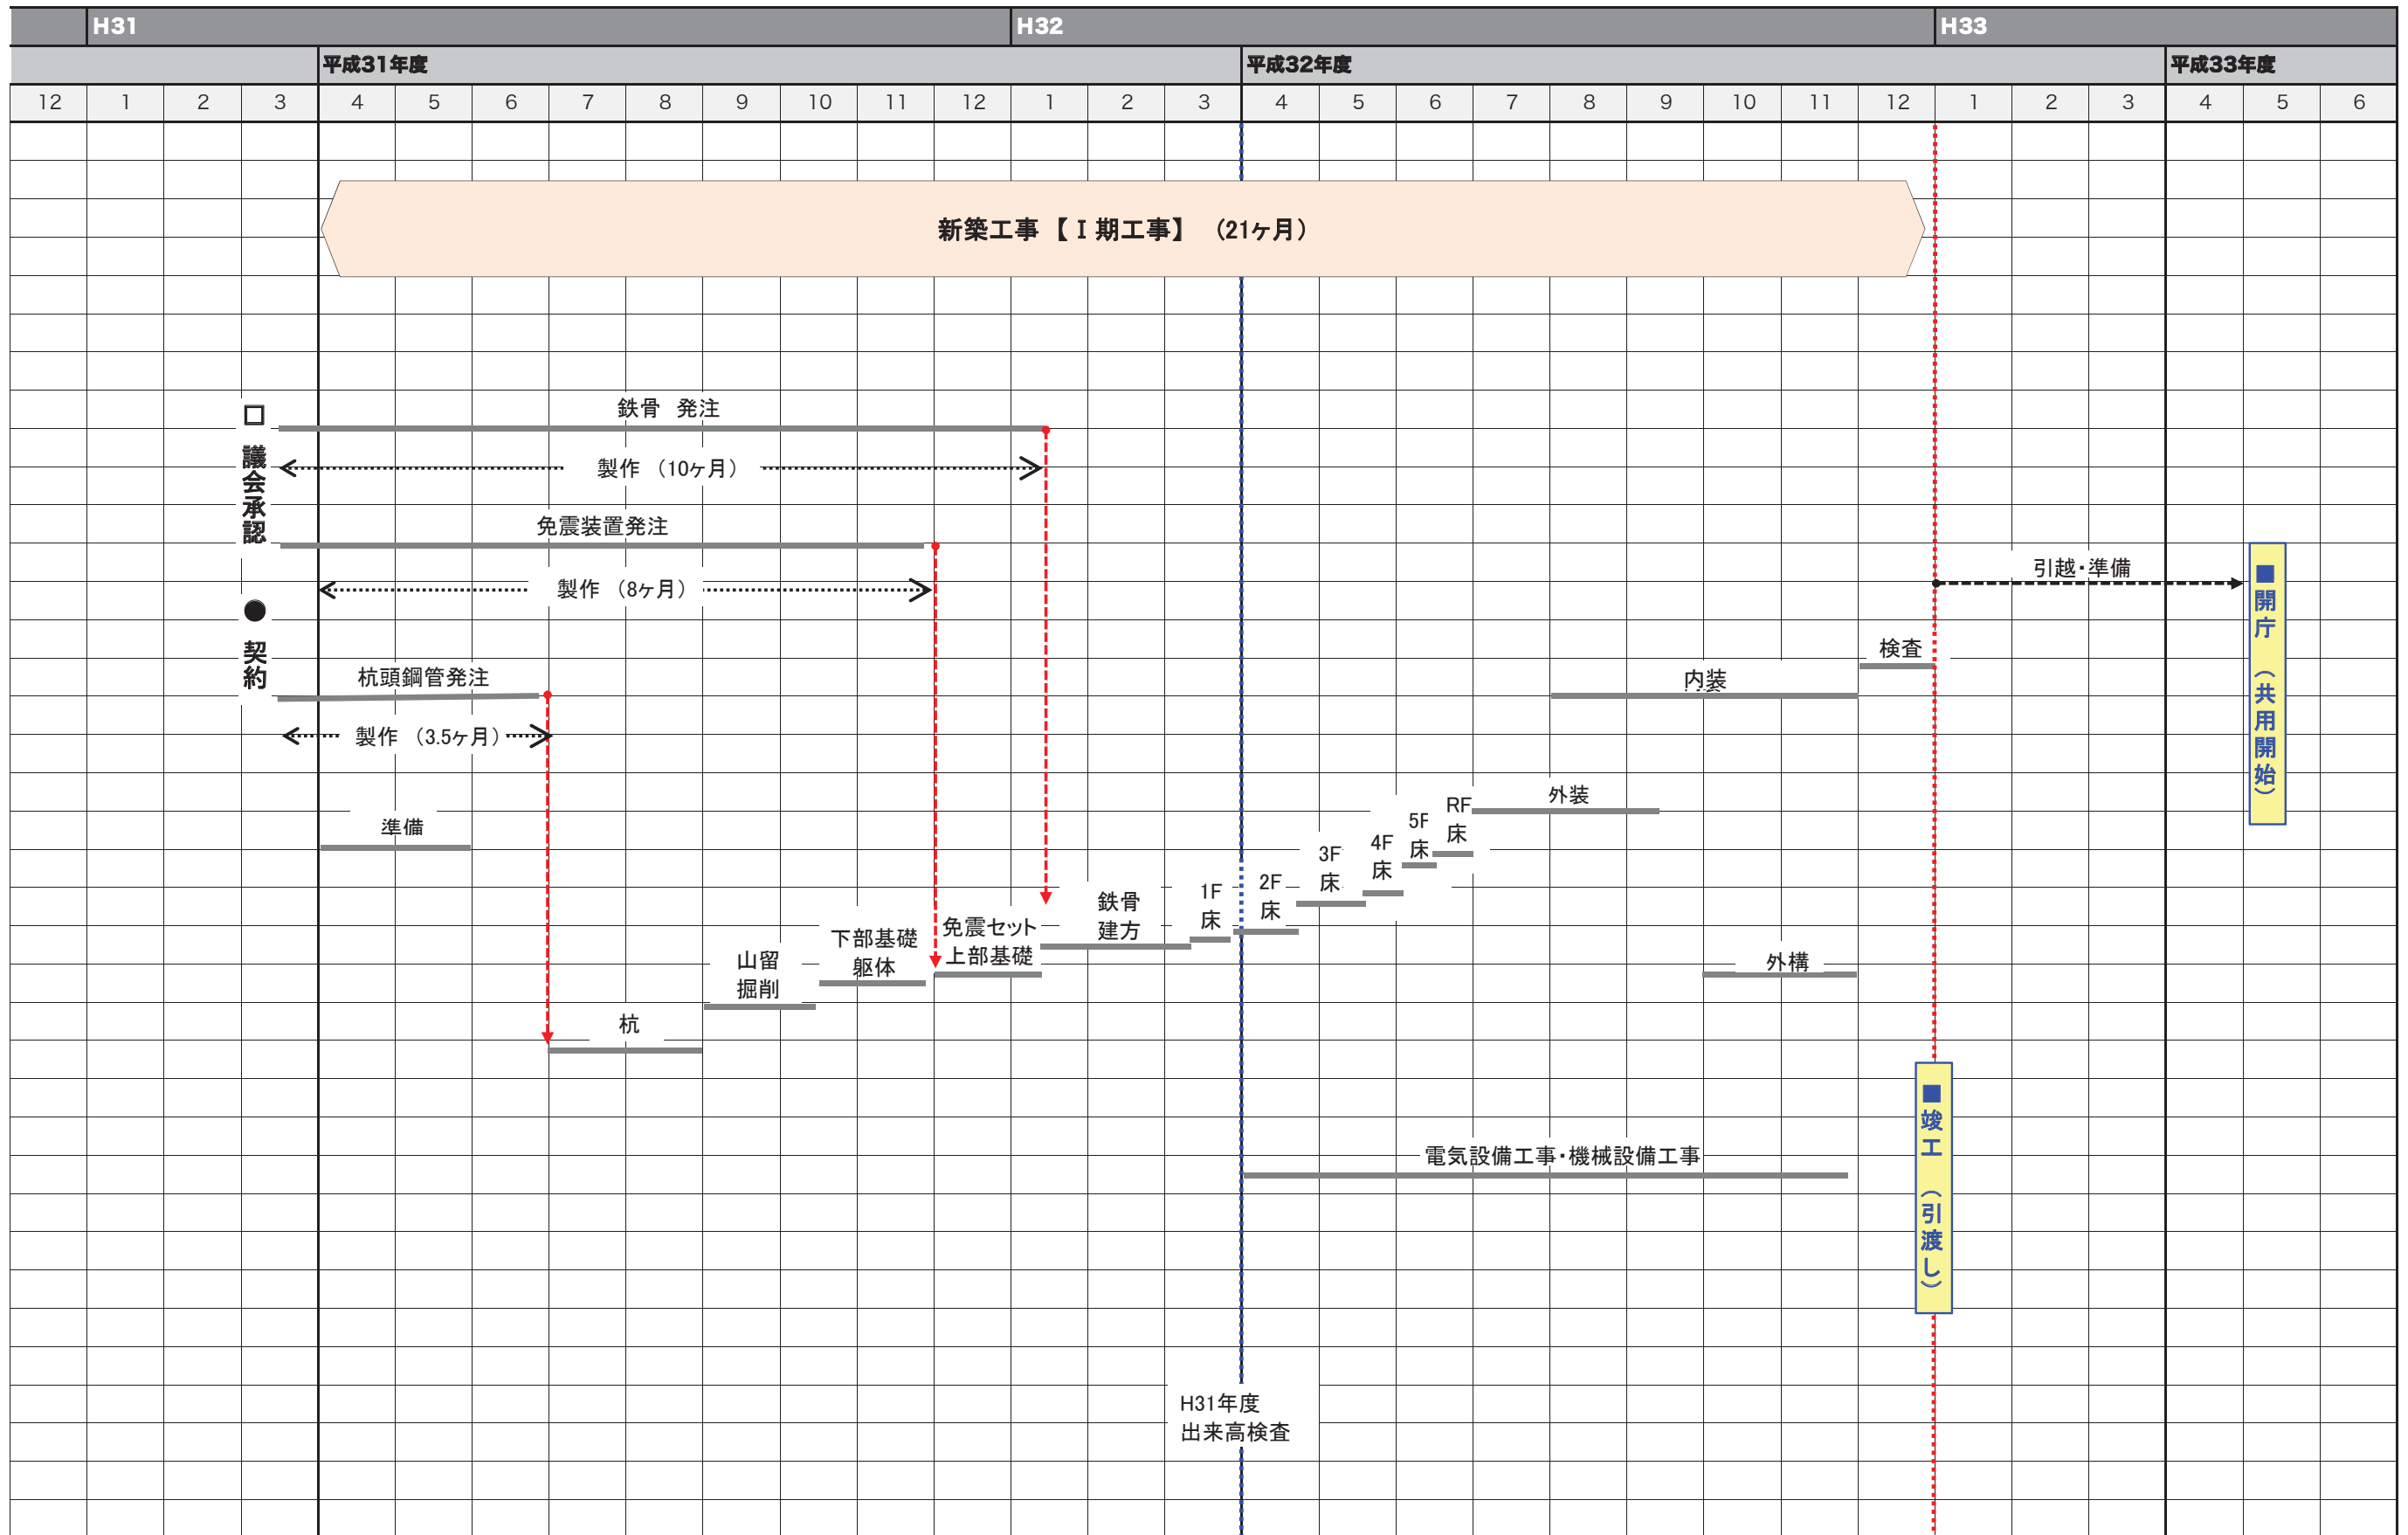 H31 H32 H33
平成31年度 平成32年度 平成33年度
12 1 2 3 4 5 6 7 8 9 10 11 12 1 2 3 4 5 6 7 8 9 10 11 12 1 2 3 4 5 6
新築工事【Ⅰ期工事】 (21ヶ月)
□ 議会承認
● 契約
鉄骨 発注
製作 (10ヶ月)
免震装置発注
製作 (8ヶ月)
杭頭鋼管発注
製作 (3.5ヶ月)
準備
杭
山留
掘削
下部基礎
躯体
免震セット
上部基礎
鉄骨
建方
1F
床
2F
床
3F
床
4F
床
5F
床
RF
床
外装
内装
検査
外構
引越・準備
■開庁 (共用開始)
電気設備工事・機械設備工事
■竣工 (引渡し)
H31年度
出来高検査